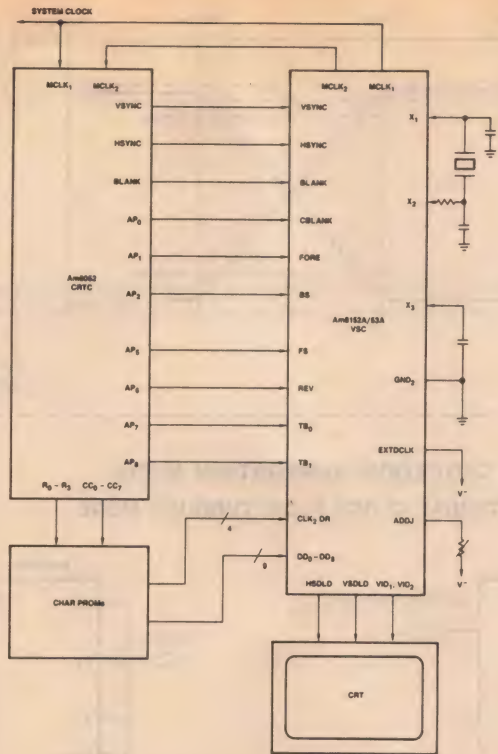 SYSTEM CLOCK
MCLK1 MCLK2
MCLK2 MCLK1
VSYNC
HSYNC
BLANK
AP0
AP1
AP3
AP5
AP6
AP7
AP8
Am8052
CRTC
R0 - R3 CC0 - CC7
VSYNC
HSYNC
BLANK
CBLANK
FORE
BS
Am8152A/53A
VSC
FS
REV
TB0
TB1
CLK2 DR
DD0 - DD8
X1
X2
X3
GND2
EXTDCLK
V-
ADDJ
V-
HSDLD VSDLD VID1, VID2
4
9
CHAR PROMs
CRT